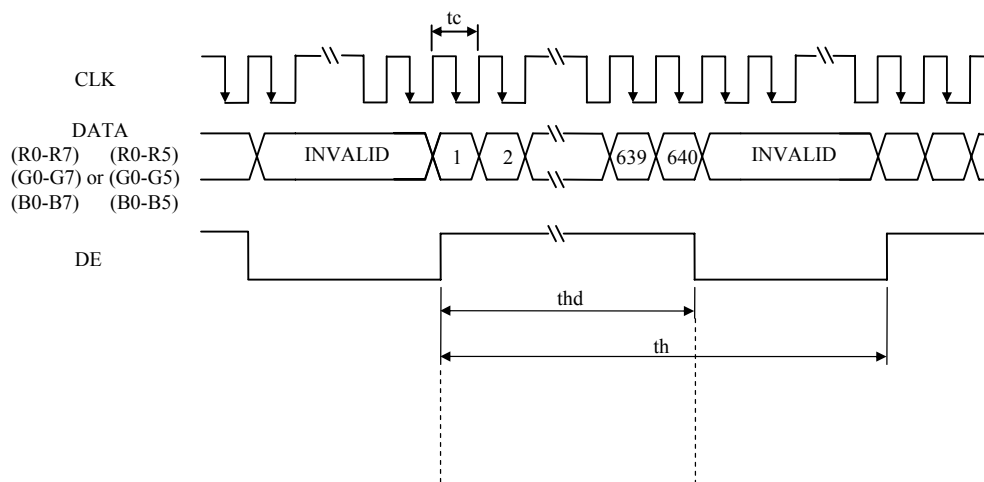 tc
CLK
DATA
(R0-R7) (R0-R5)
(G0-G7) or (G0-G5)
(B0-B7) (B0-B5)
INVALID 1 2 639 640 INVALID
DE
thd
th